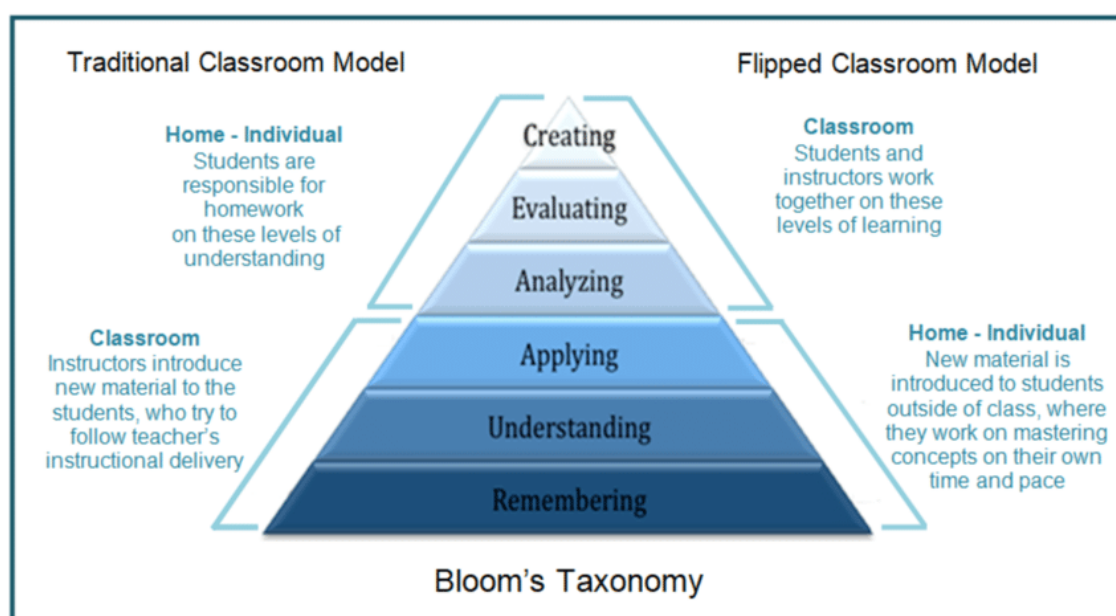 Traditional Classroom Model
Flipped Classroom Model
Home - Individual
Students are
responsible for
homework
on these levels of
understanding
Classroom
Instructors introduce
new material to the
students, who try to
follow teacher's
instructional delivery
Creating
Evaluating
Analyzing
Applying
Understanding
Remembering
Classroom
Students and
instructors work
together on these
levels of learning
Home - Individual
New material is
introduced to students
outside of class, where
they work on mastering
concepts on their own
time and pace
Bloom's Taxonomy